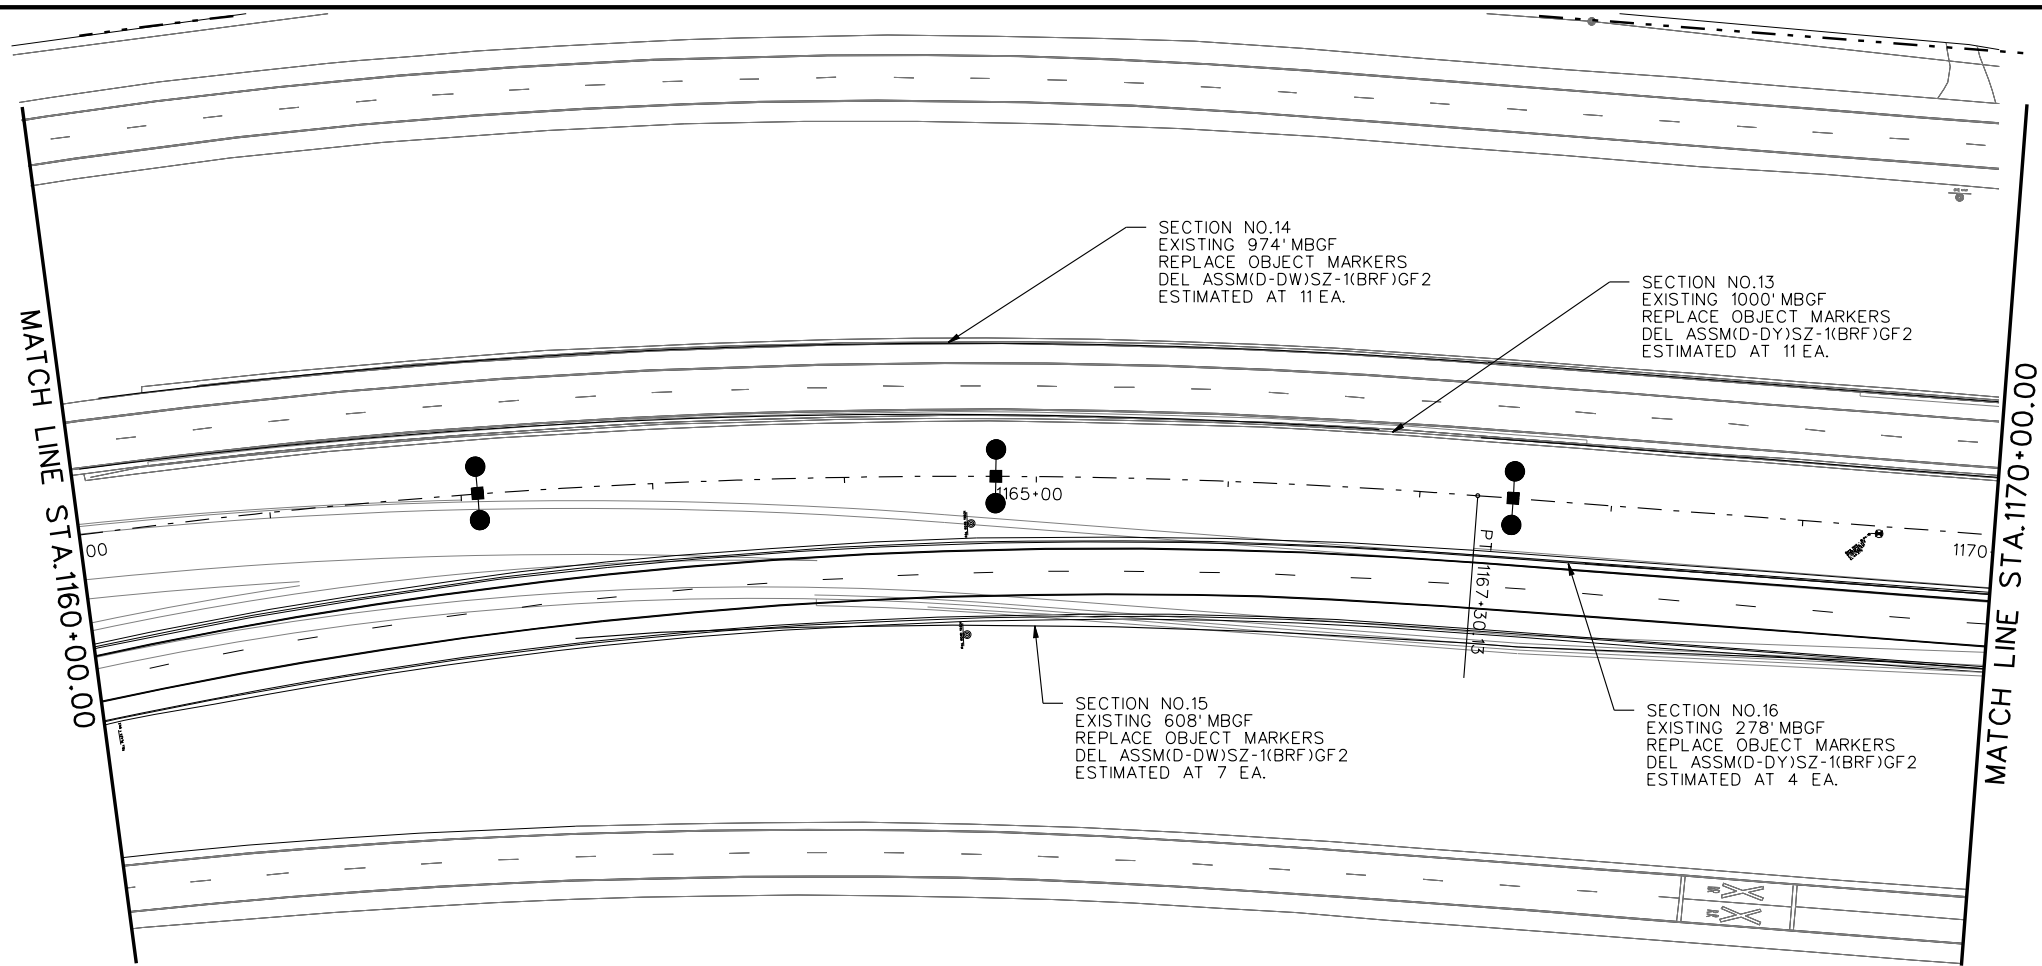 SECTION NO.14
EXISTING 974' MBGF
REPLACE OBJECT MARKERS
DEL ASSM(D-DW)SZ-1(BRF)GF2
ESTIMATED AT 11 EA.
SECTION NO.13
EXISTING 1000' MBGF
REPLACE OBJECT MARKERS
DEL ASSM(D-DY)SZ-1(BRF)GF2
ESTIMATED AT 11 EA.
MATCH LINE STA.1160+00.00
MATCH LINE STA.1170+00.00
1165+00
00
1170
PT 1167+30.13
SECTION NO.15
EXISTING 608' MBGF
REPLACE OBJECT MARKERS
DEL ASSM(D-DW)SZ-1(BRF)GF2
ESTIMATED AT 7 EA.
SECTION NO.16
EXISTING 278' MBGF
REPLACE OBJECT MARKERS
DEL ASSM(D-DY)SZ-1(BRF)GF2
ESTIMATED AT 4 EA.